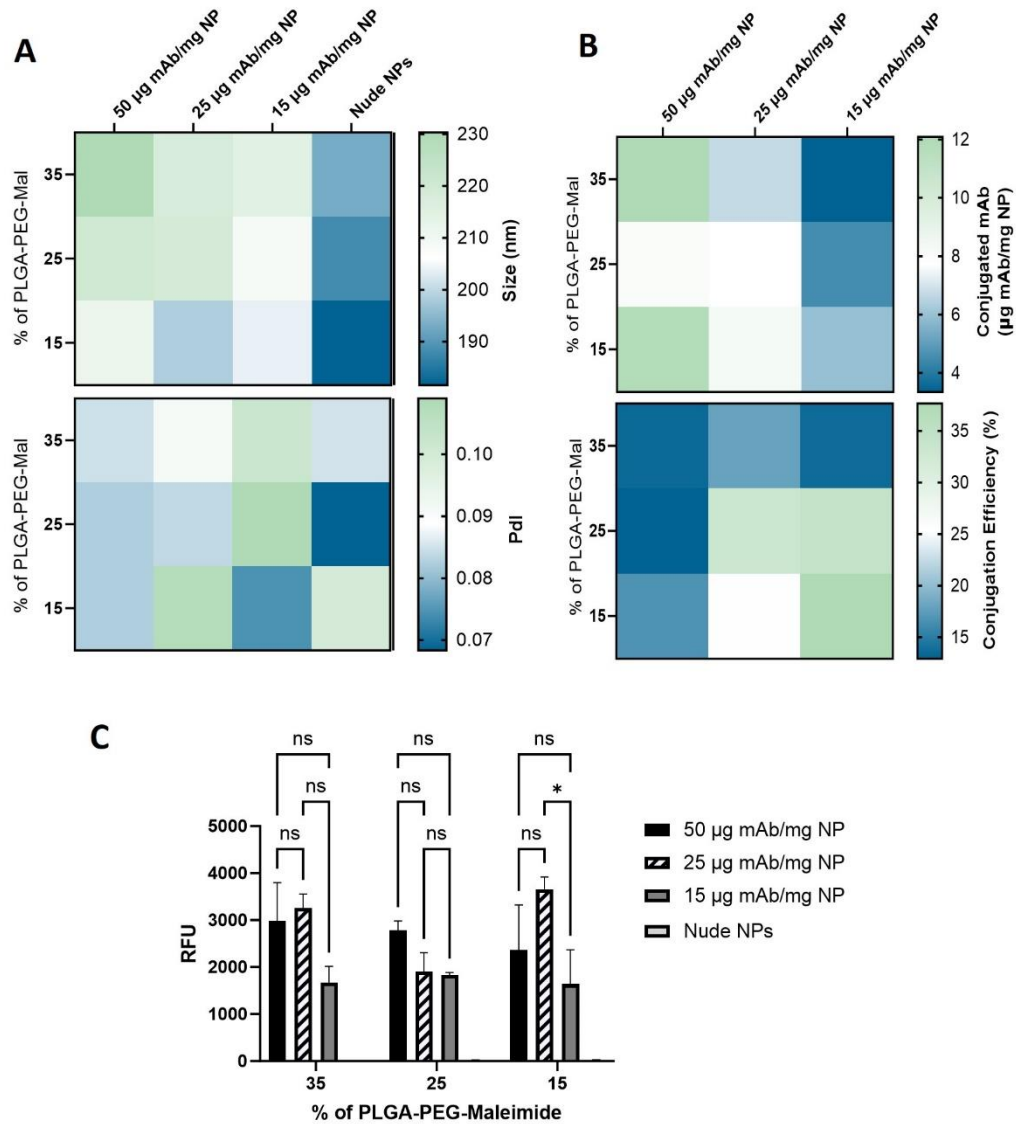 A
50 µg mAb/mg NP
25 µg mAb/mg NP
15 µg mAb/mg NP
Nude NPs
% of PLGA-PEG-Mal
35
25
15
230
220
210
200
190
Size (nm)
% of PLGA-PEG-Mal
35
25
15
0.10
0.09
0.08
0.07
PdI
B
50 µg mAb/mg NP
25 µg mAb/mg NP
15 µg mAb/mg NP
% of PLGA-PEG-Mal
35
25
15
12
10
8
6
4
Conjugated mAb
(µg mAb/mg NP)
% of PLGA-PEG-Mal
35
25
15
35
30
25
20
15
Conjugation Efficiency (%)
C
ns
ns
ns
ns
ns
ns
ns
*
ns
5000
4000
3000
2000
1000
0
RFU
35
25
15
% of PLGA-PEG-Maleimide
50 µg mAb/mg NP
25 µg mAb/mg NP
15 µg mAb/mg NP
Nude NPs